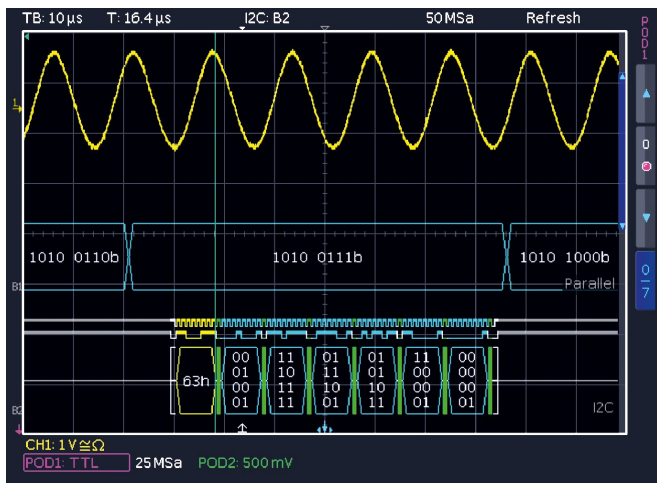 TB: 10 µs T: 16.4 µs I2C: B2 50 MSa Refresh
POD1
1
0
1010 0110b 1010 0111b 1010 1000b
0
7
B1
Parallel
63h
00 11 01 01 11 00
01 10 11 01 00 00
00 11 10 10 00 00
01 11 01 11 01 01
B2
I2C
CH1: 1 V ≅Ω
POD1: TTL 25 MSa POD2: 500 mV